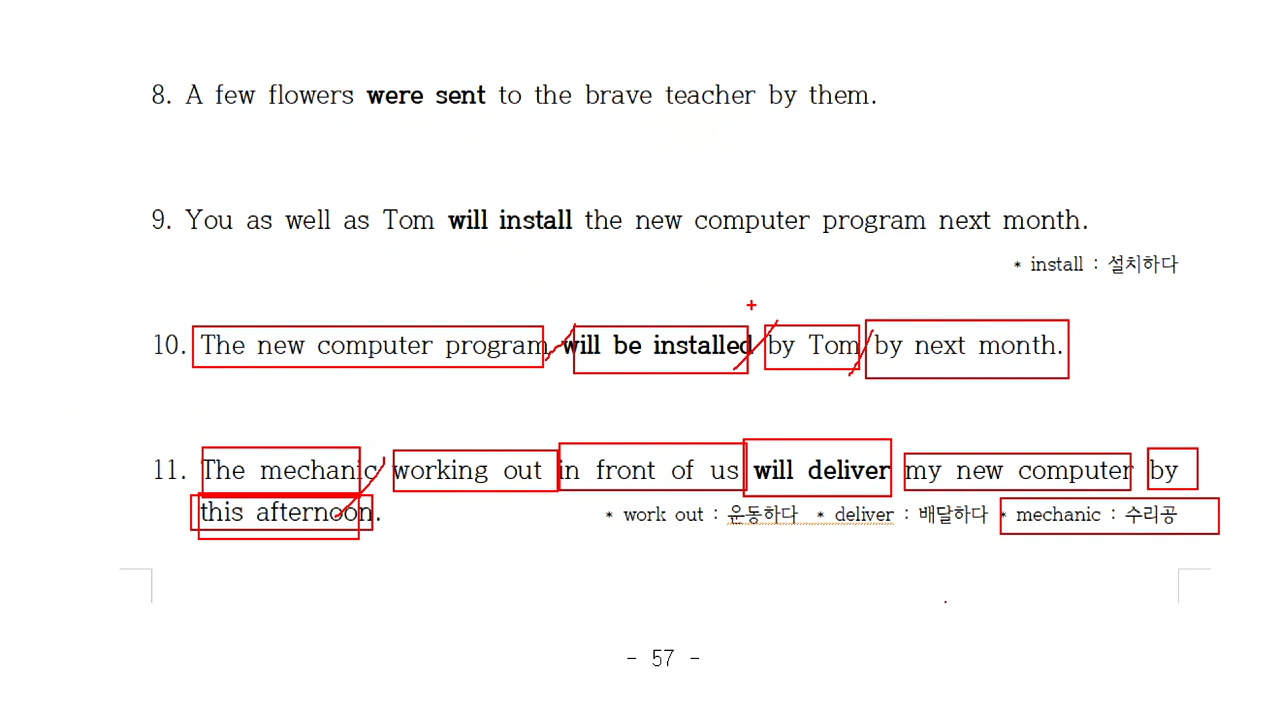 8. A few flowers were sent to the brave teacher by them.
9. You as well as Tom will install the new computer program next month.
* install : 설치하다
10. The new computer program will be installed by Tom by next month.
11. The mechanic working out in front of us will deliver my new computer by
this afternoon.
* work out : 운동하다 * deliver : 배달하다 * mechanic : 수리공
- 57 -